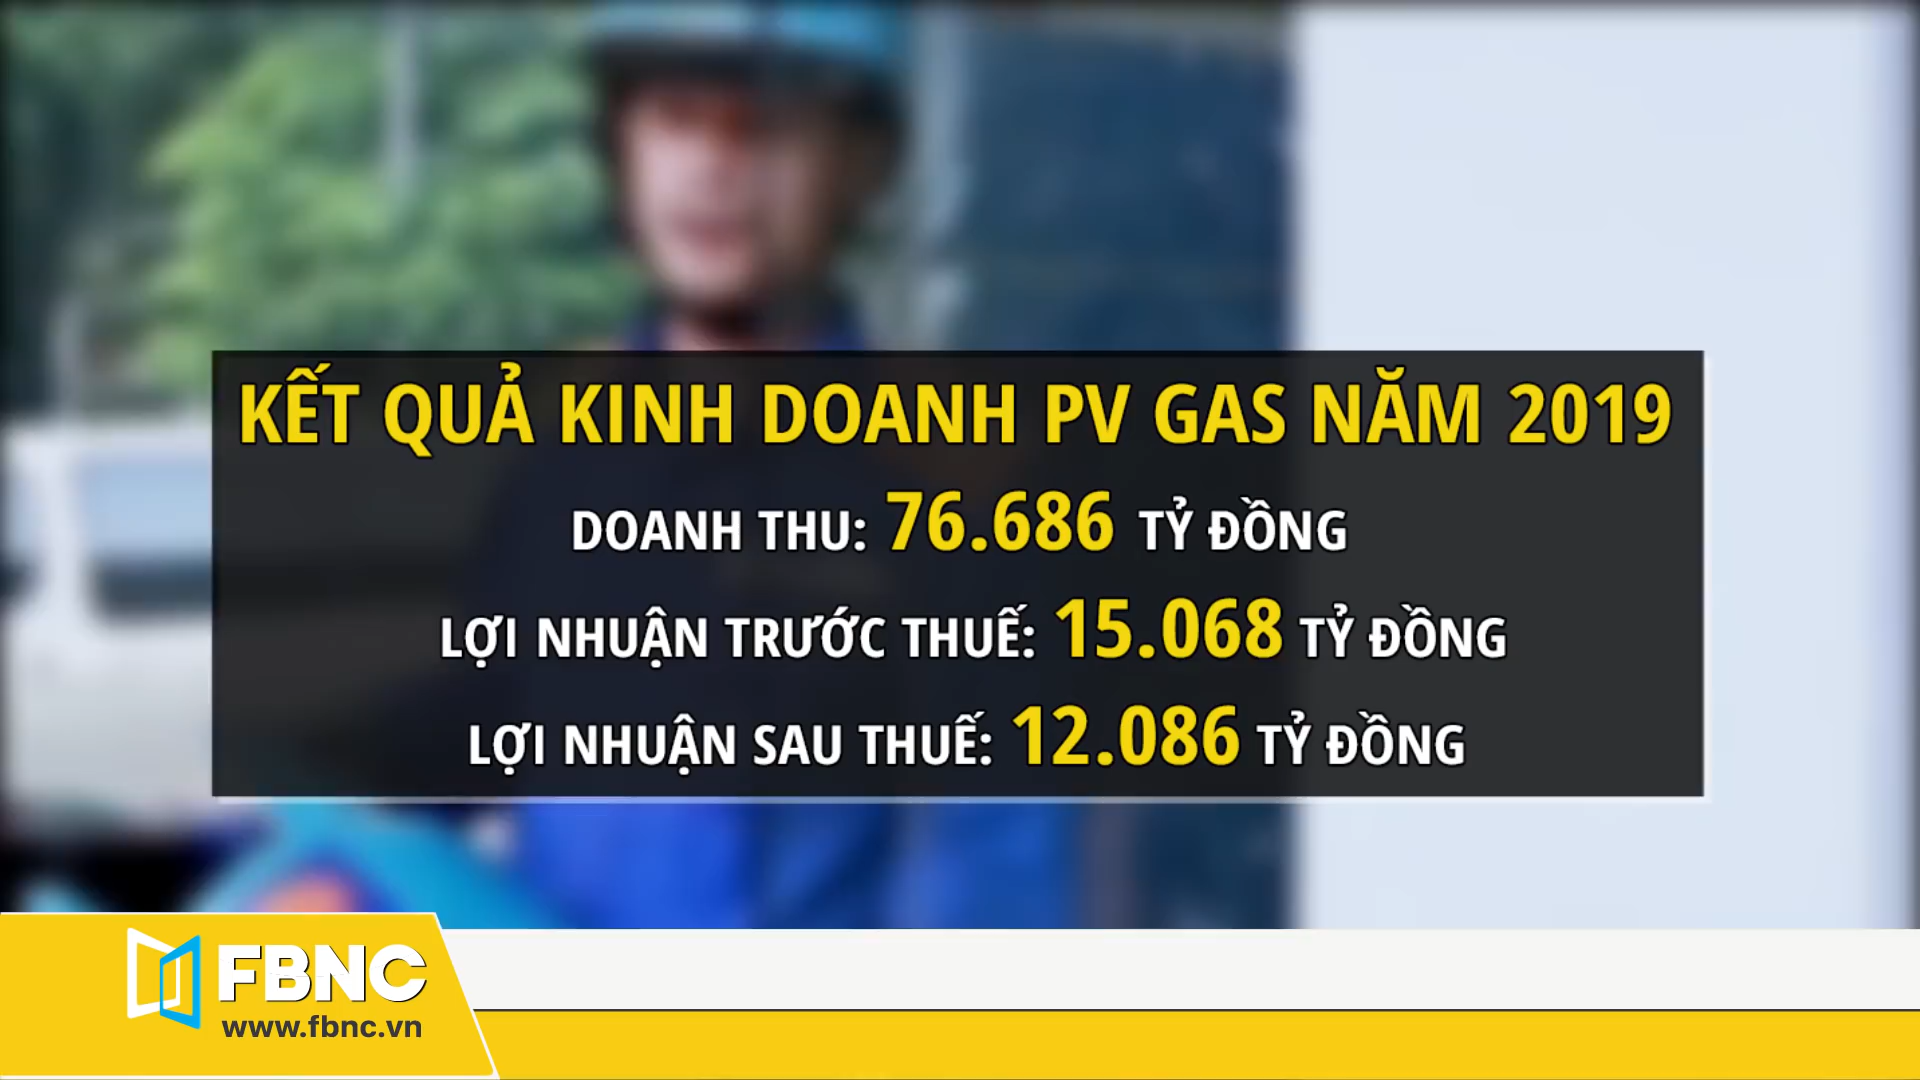 KẾT QUẢ KINH DOANH PV GAS NĂM 2019
DOANH THU: 76.686 TỶ ĐỒNG
LỢI NHUẬN TRƯỚC THUẾ: 15.068 TỶ ĐỒNG
LỢI NHUẬN SAU THUẾ: 12.086 TỶ ĐỒNG
FBNC
www.fbnc.vn